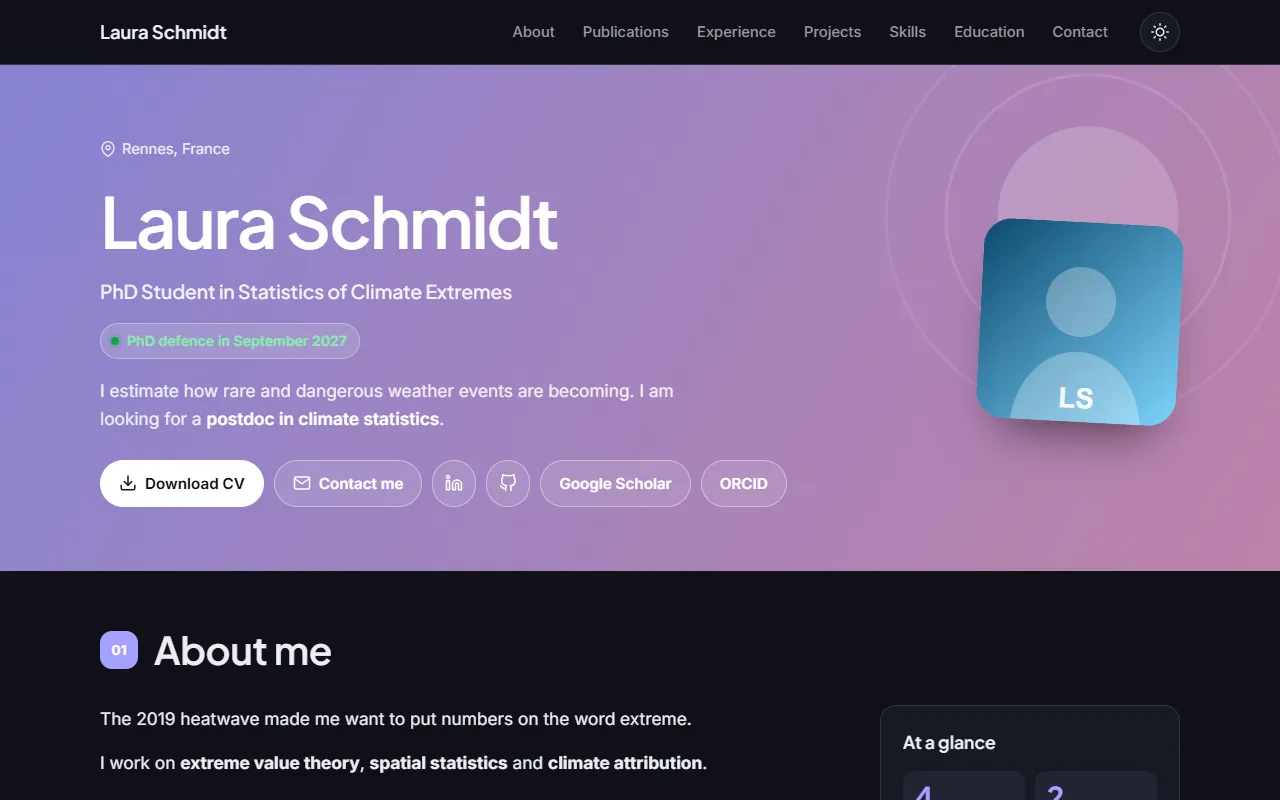 Laura Schmidt
About
Publications
Experience
Projects
Skills
Education
Contact
Rennes, France
Laura Schmidt
PhD Student in Statistics of Climate Extremes
PhD defence in September 2027
I estimate how rare and dangerous weather events are becoming. I am
looking for a postdoc in climate statistics.
LS
Download CV
Contact me
Google Scholar
ORCID
01
About me
The 2019 heatwave made me want to put numbers on the word extreme.
I work on extreme value theory, spatial statistics and climate attribution.
At a glance
4
2